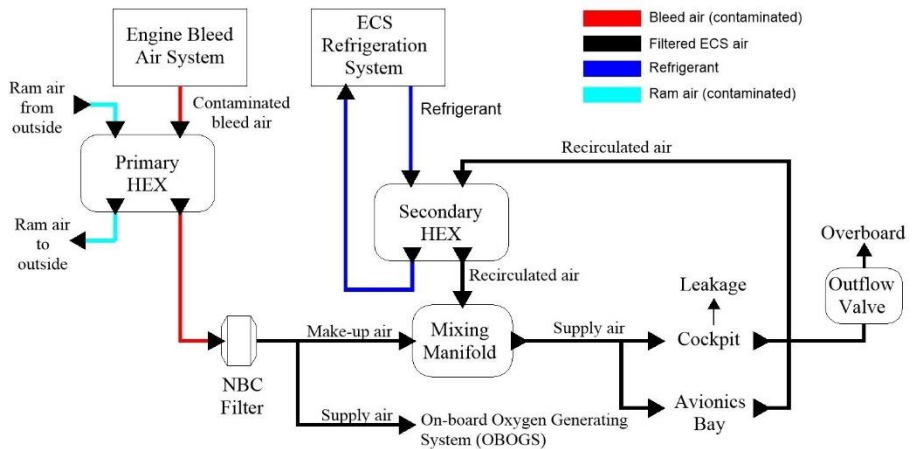 Engine Bleed
Air System
ECS
Refrigeration
System
Bleed air (contaminated)
Filtered ECS air
Refrigerant
Ram air (contaminated)
Ram air
from
outside
Contaminated
bleed air
Refrigerant
Recirculated air
Primary
HEX
Secondary
HEX
Ram air
to
outside
Recirculated air
Overboard
Leakage
Outflow
Valve
Make-up air
Mixing
Manifold
Supply air
Cockpit
NBC
Filter
Avionics
Bay
Supply air
On-board Oxygen Generating
System (OBOGS)